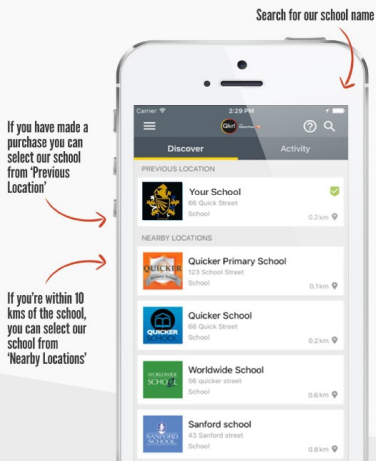 Search for our school name
Carrier
2:29 PM
Qkr!
Discover
Activity
PREVIOUS LOCATION
If you have made a
purchase you can
select our school
from 'Previous
Location'
Your School
66 Quick Street
School
0.2 km
NEARBY LOCATIONS
QUICKER
Quicker Primary School
123 School Street
School
0.1 km
If you're within 10
kms of the school,
you can select our
school from
'Nearby Locations'
QUICKER
SCHOOL
Quicker School
66 Quick Street
School
0.2 km
WORLDWIDE
SCHOOL
Worldwide School
56 quicker street
School
0.6 km
SANFORD
SCHOOL
Sanford school
43 Sanford street
School
0.8 km